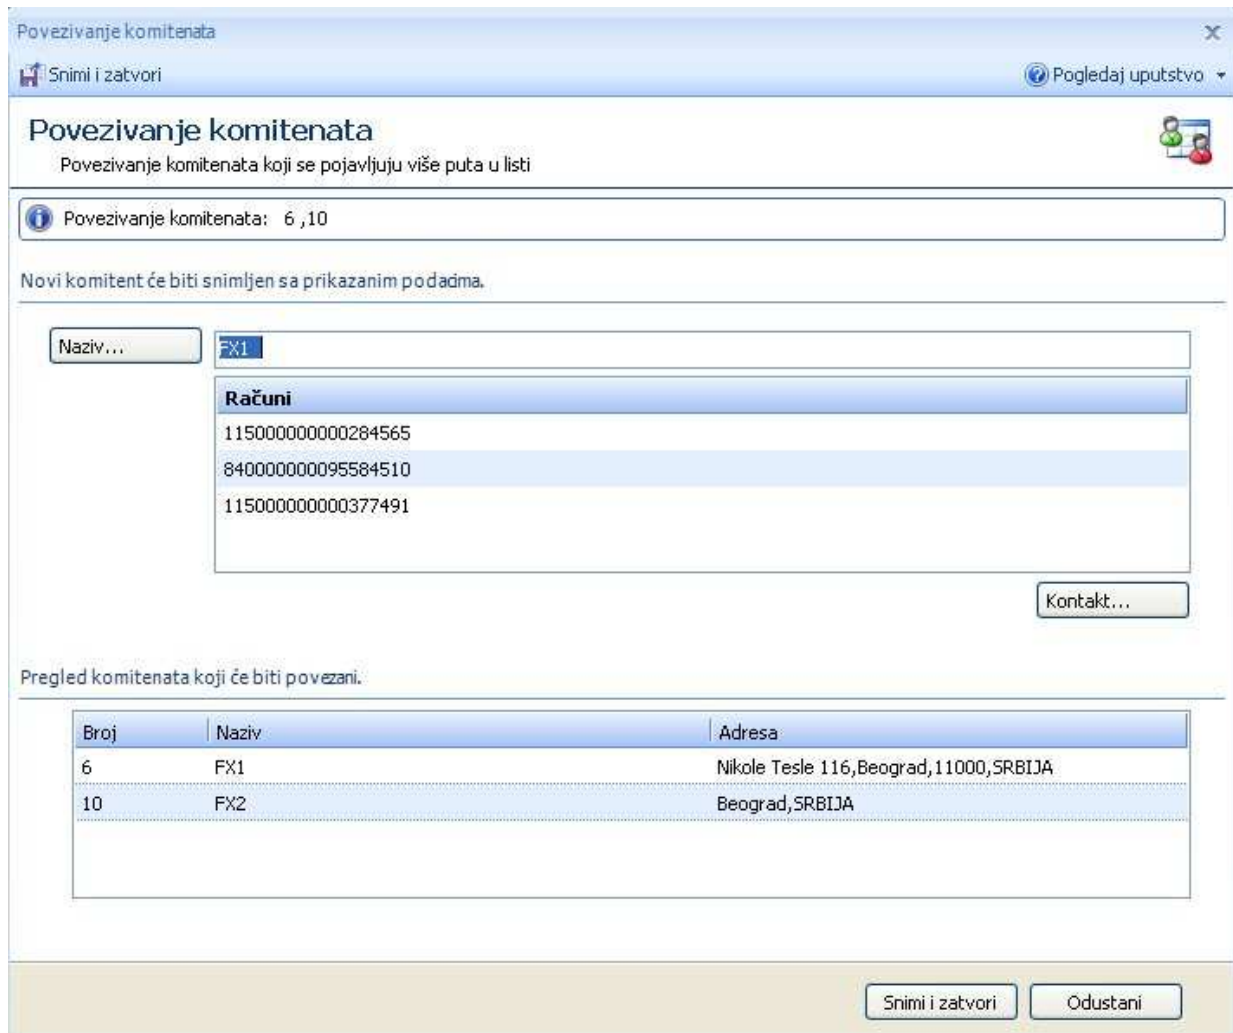 Povezivanje komitenata
Snimi i zatvori
Pogledaj uputstvo
Povezivanje komitenata
Povezivanje komitenata koji se pojavljuju više puta u listi
Povezivanje komitenata: 6 ,10
Novi komitent će biti snimljen sa prikazanim podacima.
Naziv... FX1
Računi
115000000000284565
840000000095584510
115000000000377491
Kontakt...
Pregled komitenata koji će biti povezani.
Broj Naziv Adresa
6 FX1 Nikole Tesle 116,Beograd,11000,SRBIJA
10 FX2 Beograd,SRBIJA
Snimi i zatvori Odustani